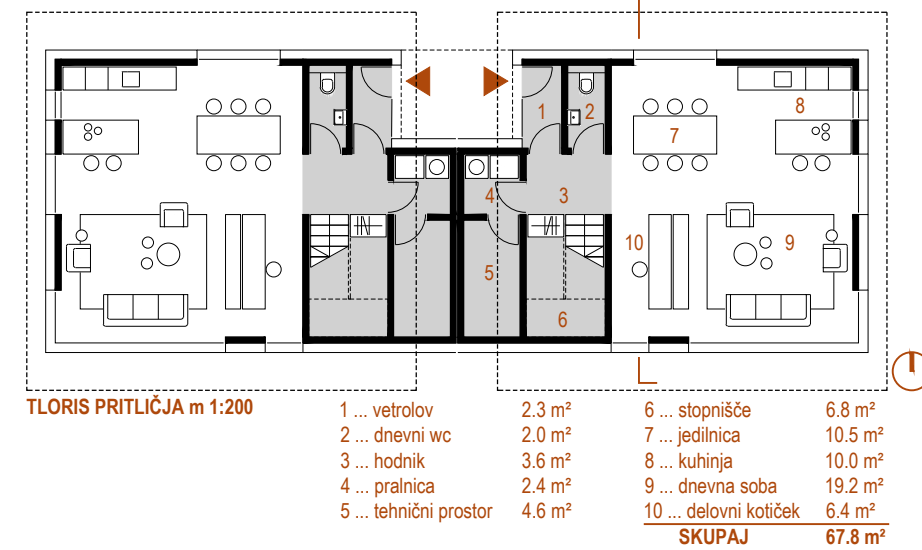 1
2
8
7
4
3
10
9
5
6
TLORIS PRITLIČJA m 1:200
1 ... vetrolov 2.3 m²
2 ... dnevni wc 2.0 m²
3 ... hodnik 3.6 m²
4 ... pralnica 2.4 m²
5 ... tehnični prostor 4.6 m²
6 ... stopnišče 6.8 m²
7 ... jedilnica 10.5 m²
8 ... kuhinja 10.0 m²
9 ... dnevna soba 19.2 m²
10 ... delovni kotiček 6.4 m²
SKUPAJ 67.8 m²